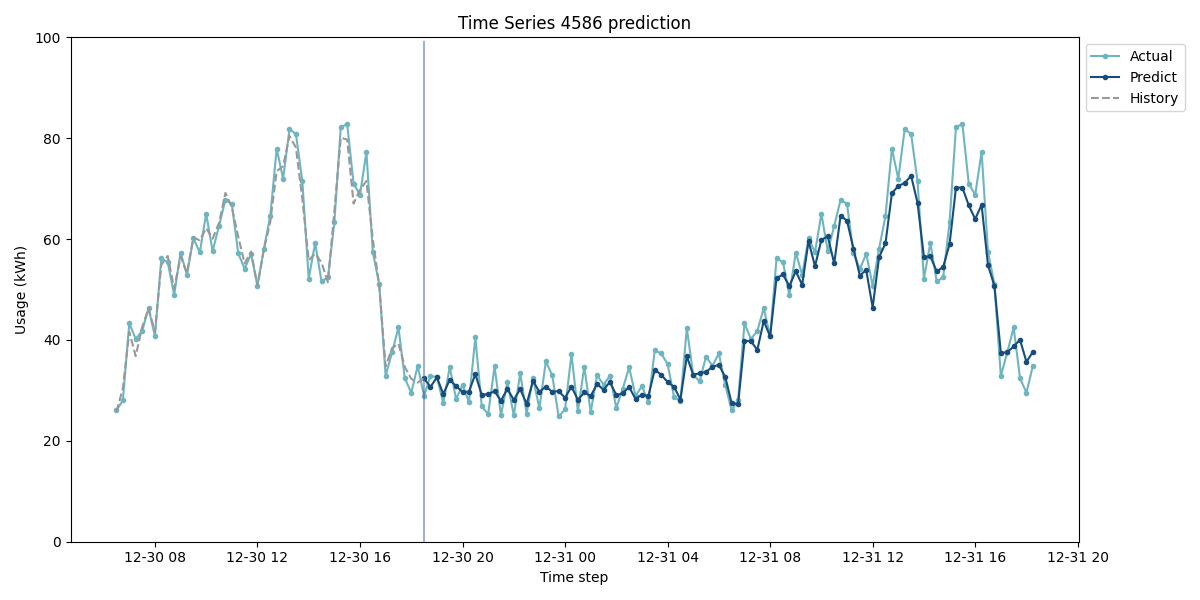 Time Series 4586 prediction
100
80
60
40
20
0
Usage (kWh)
12-30 08
12-30 12
12-30 16
12-30 20
12-31 00
12-31 04
12-31 08
12-31 12
12-31 16
12-31 20
Time step
Actual
Predict
History